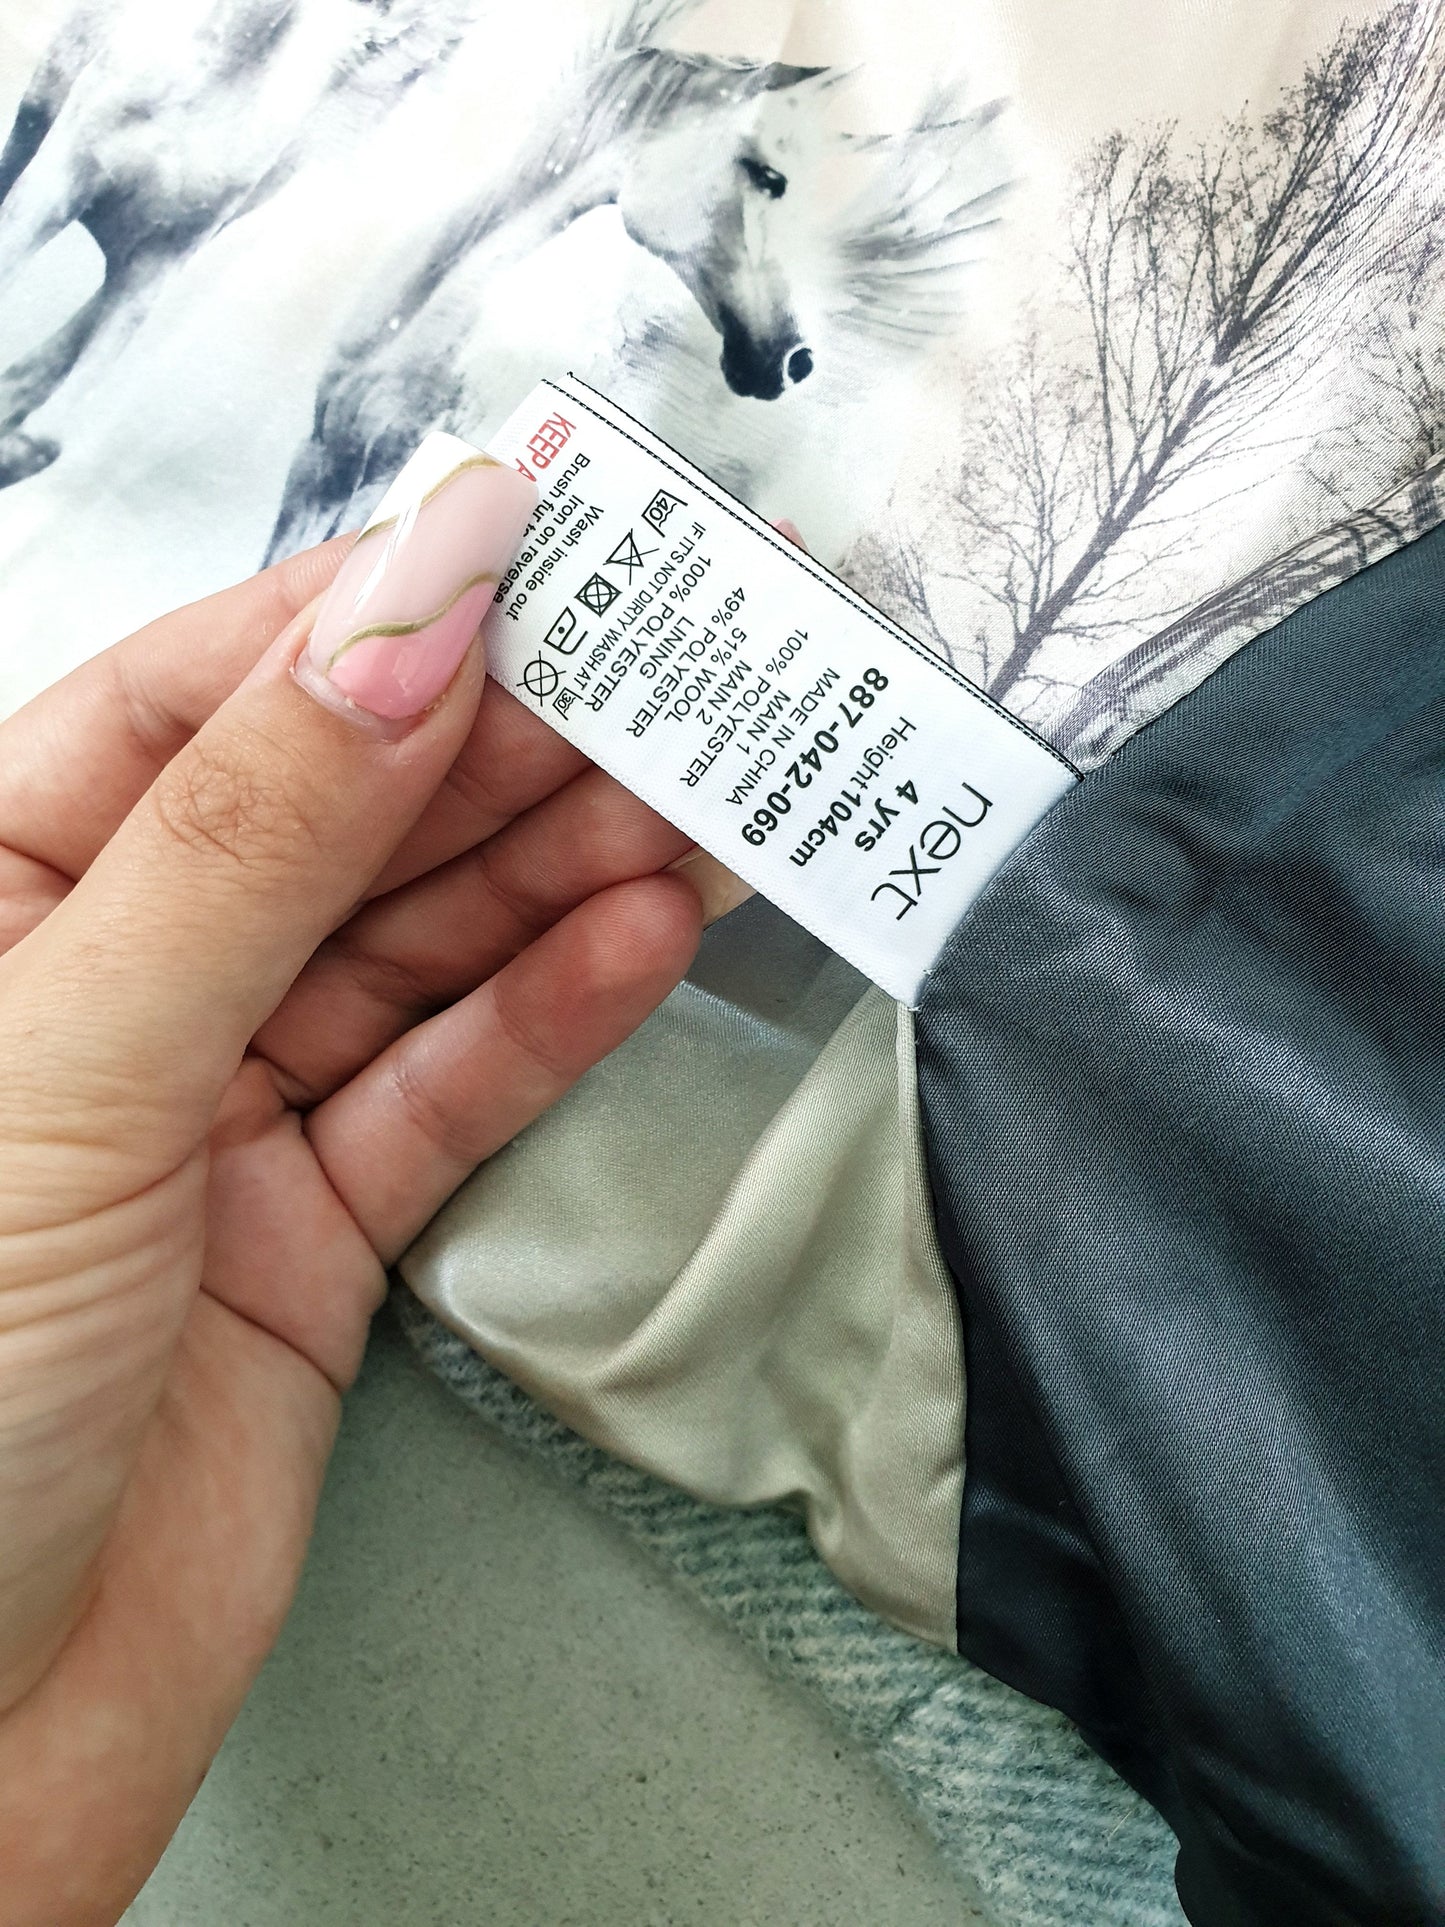 next
4 yrs
Height104cm
887-042-069
MADE IN CHINA
100% POLYESTER
MAIN 1
MAIN 2
51% WOOL
49% POLYESTER
LINING
100% POLYESTER
IF IT'S NOT DIRTY WASH AT 30°
40°
Wash inside out
Iron on reverse
Brush fur
KEEP